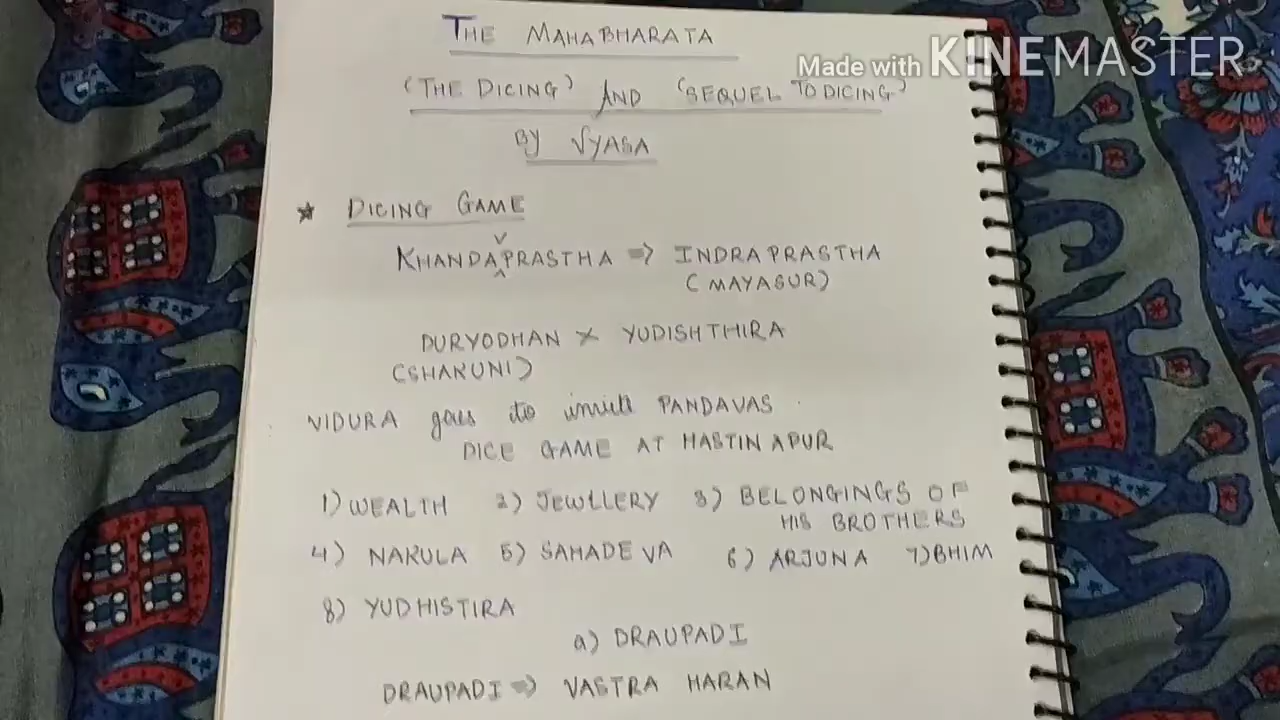 THE MAHABHARATA
Made with KINEMASTER
(THE DICING) AND (SEQUEL TO DICING)
BY VYASA
★ DICING GAME
KHANDAPRASTHA ⇒ INDRAPRASTHA
(MAYASUR)
DURYODHAN × YUDISHTHIRA
(SHAKUNI)
VIDURA goes to invite PANDAVAS.
DICE GAME AT HASTINAPUR
1) WEALTH 2) JEWLLERY 3) BELONGINGS OF
HIS BROTHERS
4) NAKULA 5) SAHADEVA 6) ARJUNA 7) BHIM
8) YUDHISTIRA
a) DRAUPADI
DRAUPADI ⇒ VASTRA HARAN